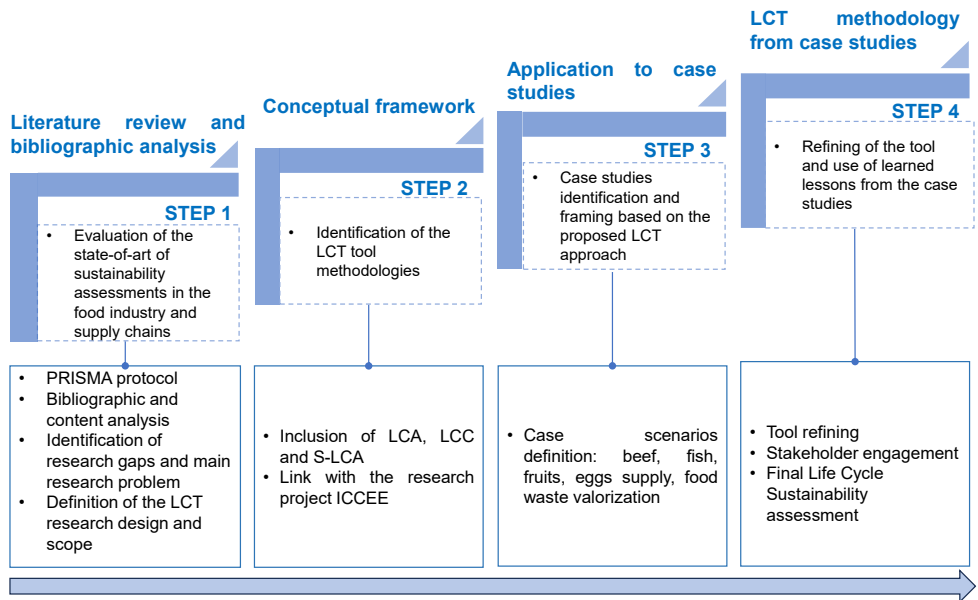 Literature review and
bibliographic analysis
STEP 1
• Evaluation of the
state-of-art of
sustainability
assessments in the
food industry and
supply chains
• PRISMA protocol
• Bibliographic and
content analysis
• Identification of
research gaps and main
research problem
• Definition of the LCT
research design and
scope
Conceptual framework
STEP 2
• Identification of the
LCT tool
methodologies
• Inclusion of LCA, LCC
and S-LCA
• Link with the research
project ICCEE
Application to case
studies
STEP 3
• Case studies
identification and
framing based on the
proposed LCT
approach
• Case scenarios
definition: beef, fish,
fruits, eggs supply, food
waste valorization
LCT methodology
from case studies
STEP 4
• Refining of the tool
and use of learned
lessons from the case
studies
• Tool refining
• Stakeholder engagement
• Final Life Cycle
Sustainability
assessment